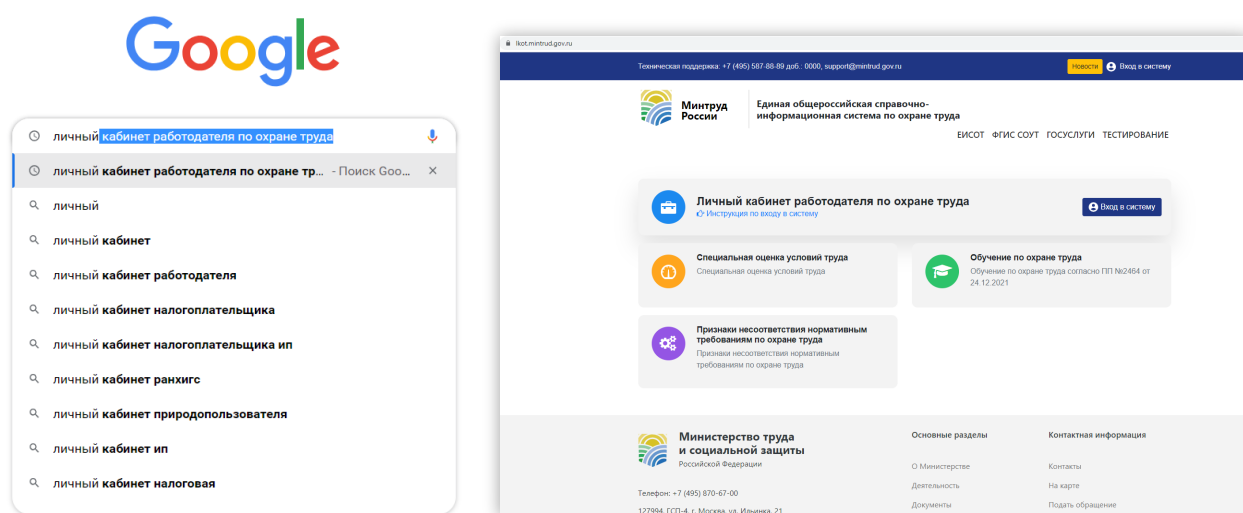 Google
личный кабинет работодателя по охране труда
личный кабинет работодателя по охране тр... - Поиск Goo...
личный
личный кабинет
личный кабинет работодателя
личный кабинет налогоплательщика
личный кабинет налогоплательщика ип
личный кабинет ранхигс
личный кабинет природопользователя
личный кабинет ип
личный кабинет налоговая
lkot.mintrud.gov.ru
Техническая поддержка: +7 (495) 587-88-89 доб.: 0000, support@mintrud.gov.ru
Новости
Вход в систему
Минтруд
России
Единая общероссийская справочно-
информационная система по охране труда
ЕИСОТ ФГИС СОУТ ГОСУСЛУГИ ТЕСТИРОВАНИЕ
Личный кабинет работодателя по охране труда
Инструкция по входу в систему
Вход в систему
Специальная оценка условий труда
Специальная оценка условий труда
Обучение по охране труда
Обучение по охране труда согласно ПП №2464 от
24.12.2021
Признаки несоответствия нормативным
требованиям по охране труда
Признаки несоответствия нормативным
требованиям по охране труда
Министерство труда
и социальной защиты
Российской Федерации
Телефон: +7 (495) 870-67-00
127994, ГСП-4, г. Москва, ул. Ильинка, 21
Основные разделы
О Министерстве
Деятельность
Документы
Контактная информация
Контакты
На карте
Подать обращение